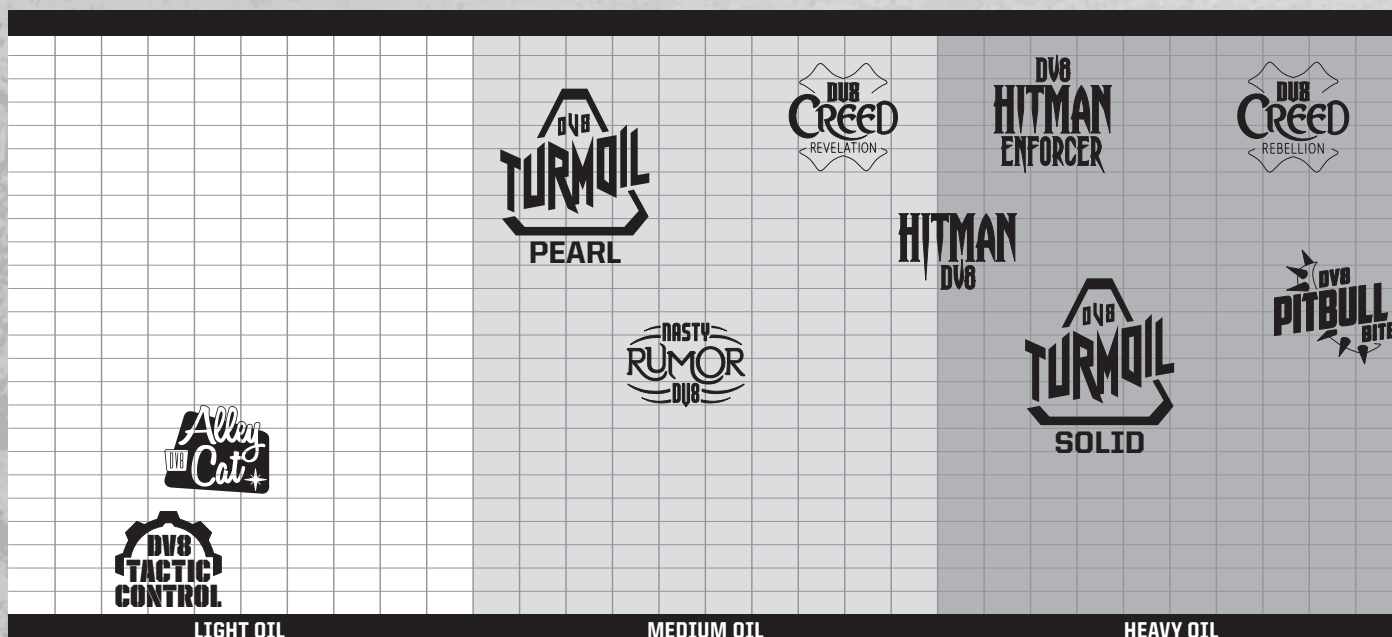 DV8
TURMOIL
PEARL
DV8
CREED
REVELATION
DV8
HITMAN
ENFORCER
DV8
CREED
REBELLION
HITMAN
DV8
DV8
TURMOIL
SOLID
DV8
PITBULL
BITE
NASTY
RUMOR
DV8
Alley
DV8 Cat
DV8
TACTIC
CONTROL
LIGHT OIL
MEDIUM OIL
HEAVY OIL